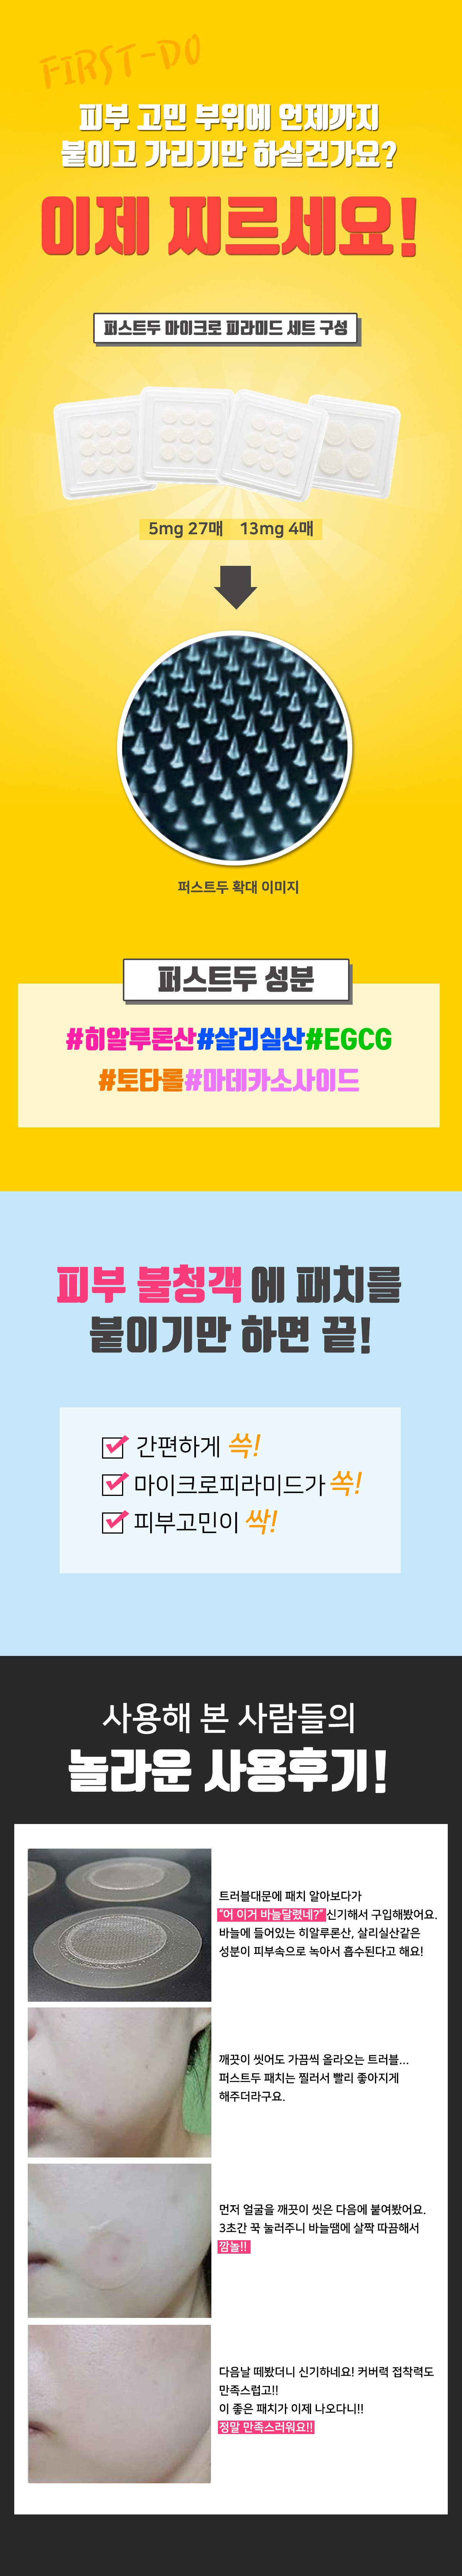 FIRST-DO
피부 고민 부위에 언제까지
붙이고 가리기만 하실건가요?
이제 찌르세요!
퍼스트두 마이크로 피라미드 세트 구성
5mg 27매 13mg 4매
퍼스트두 확대 이미지
퍼스트두 성분
#히알루론산#살리실산#EGCG
#토타롤#마데카소사이드
피부 불청객에 패치를
붙이기만 하면 끝!
간편하게 쓱!
마이크로피라미드가 쏙!
피부고민이 싹!
사용해 본 사람들의
놀라운 사용후기!
트러블대문에 패치 알아보다가
"어 이거 바늘달렸네?" 신기해서 구입해봤어요.
바늘에 들어있는 히알루론산, 살리실산같은
성분이 피부속으로 녹아서 흡수된다고 해요!
깨끗이 씻어도 가끔씩 올라오는 트러블...
퍼스트두 패치는 찔러서 빨리 좋아지게
해주더라구요.
먼저 얼굴을 깨끗이 씻은 다음에 붙여봤어요.
3초간 꾹 눌러주니 바늘땜에 살짝 따끔해서
깜놀!!
다음날 떼봤더니 신기하네요! 커버력 접착력도
만족스럽고!!
이 좋은 패치가 이제 나오다니!!
정말 만족스러워요!!